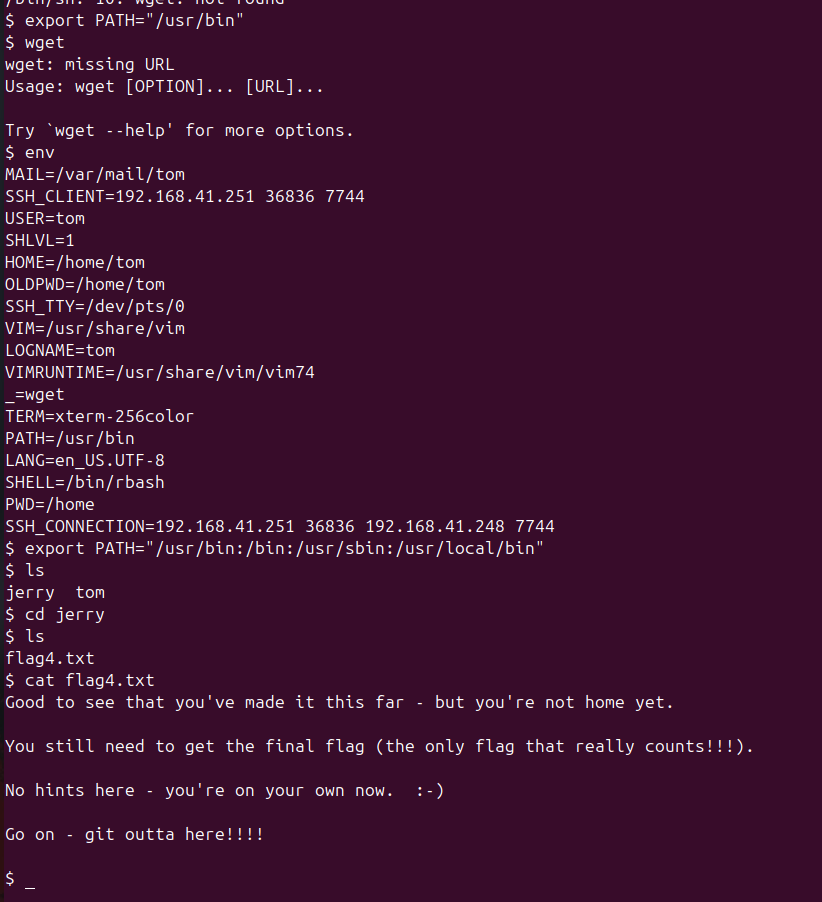 /bin/sh: 10: wget: not found
$ export PATH="/usr/bin"
$ wget
wget: missing URL
Usage: wget [OPTION]... [URL]...
Try `wget --help' for more options.
$ env
MAIL=/var/mail/tom
SSH_CLIENT=192.168.41.251 36836 7744
USER=tom
SHLVL=1
HOME=/home/tom
OLDPWD=/home/tom
SSH_TTY=/dev/pts/0
VIM=/usr/share/vim
LOGNAME=tom
VIMRUNTIME=/usr/share/vim/vim74
_=wget
TERM=xterm-256color
PATH=/usr/bin
LANG=en_US.UTF-8
SHELL=/bin/rbash
PWD=/home
SSH_CONNECTION=192.168.41.251 36836 192.168.41.248 7744
$ export PATH="/usr/bin:/bin:/usr/sbin:/usr/local/bin"
$ ls
jerry  tom
$ cd jerry
$ ls
flag4.txt
$ cat flag4.txt
Good to see that you've made it this far - but you're not home yet.
You still need to get the final flag (the only flag that really counts!!!).
No hints here - you're on your own now.  :-)
Go on - git outta here!!!!
$ _